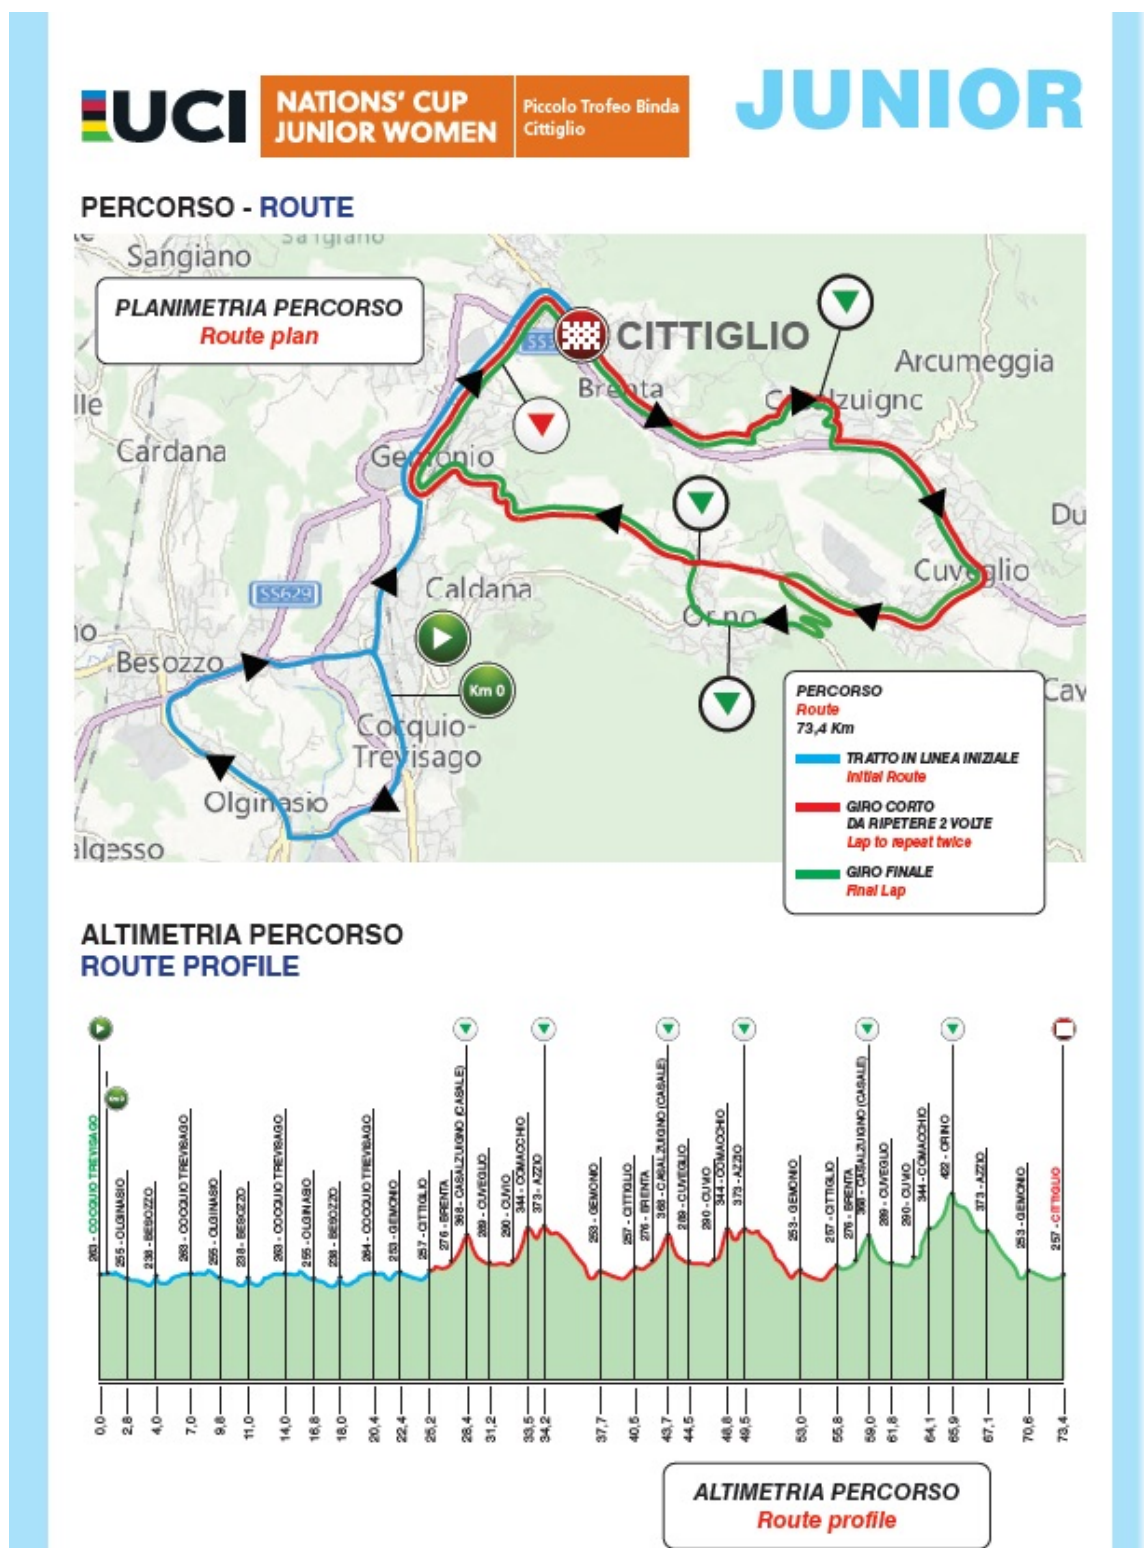 UCI
NATIONS' CUP
JUNIOR WOMEN
Piccolo Trofeo Binda
Cittiglio
JUNIOR
PERCORSO - ROUTE
Sangiano
Sangiano
PLANIMETRIA PERCORSO
Route plan
CITTIGLIO
Brenta
Arcumeggia
Cardana
Gemonio
Du
SS629
Caldana
Cuveglio
Orino
Besozzo
Km 0
Cocquio-
Trevisago
Olginasio
algesso
Cav
PERCORSO
Route
73,4 Km
TRATTO IN LINEA INIZIALE
Initial Route
GIRO CORTO
DA RIPETERE 2 VOLTE
Lap to repeat twice
GIRO FINALE
Final Lap
ALTIMETRIA PERCORSO
ROUTE PROFILE
263 - COCQUIO TREVISAGO
255 - OLGINASIO
238 - BESOZZO
263 - COCQUIO TREVISAGO
255 - OLGINASIO
238 - BESOZZO
263 - COCQUIO TREVISAGO
255 - OLGINASIO
238 - BESOZZO
264 - COCQUIO TREVISAGO
253 - GEMONIO
257 - CITTIGLIO
276 - BRENTA
368 - CASALZUIGNO (CASALE)
289 - CUVEGLIO
290 - CUVIO
344 - COMACCHIO
373 - AZZIO
253 - GEMONIO
257 - CITTIGLIO
276 - BRENTA
368 - CASALZUIGNO (CASALE)
289 - CUVEGLIO
290 - CUVIO
344 - COMACCHIO
373 - AZZIO
253 - GEMONIO
257 - CITTIGLIO
276 - BRENTA
368 - CASALZUIGNO (CASALE)
289 - CUVEGLIO
290 - CUVIO
344 - COMACCHIO
422 - ORINO
373 - AZZIO
253 - GEMONIO
257 - CITTIGLIO
0,0
2,8
4,0
7,0
9,8
11,0
14,0
16,8
18,0
20,4
22,4
25,2
28,4
31,2
33,5
34,2
37,7
40,5
43,7
44,5
48,8
49,5
53,0
55,8
59,0
61,8
64,1
65,9
67,1
70,6
73,4
ALTIMETRIA PERCORSO
Route profile